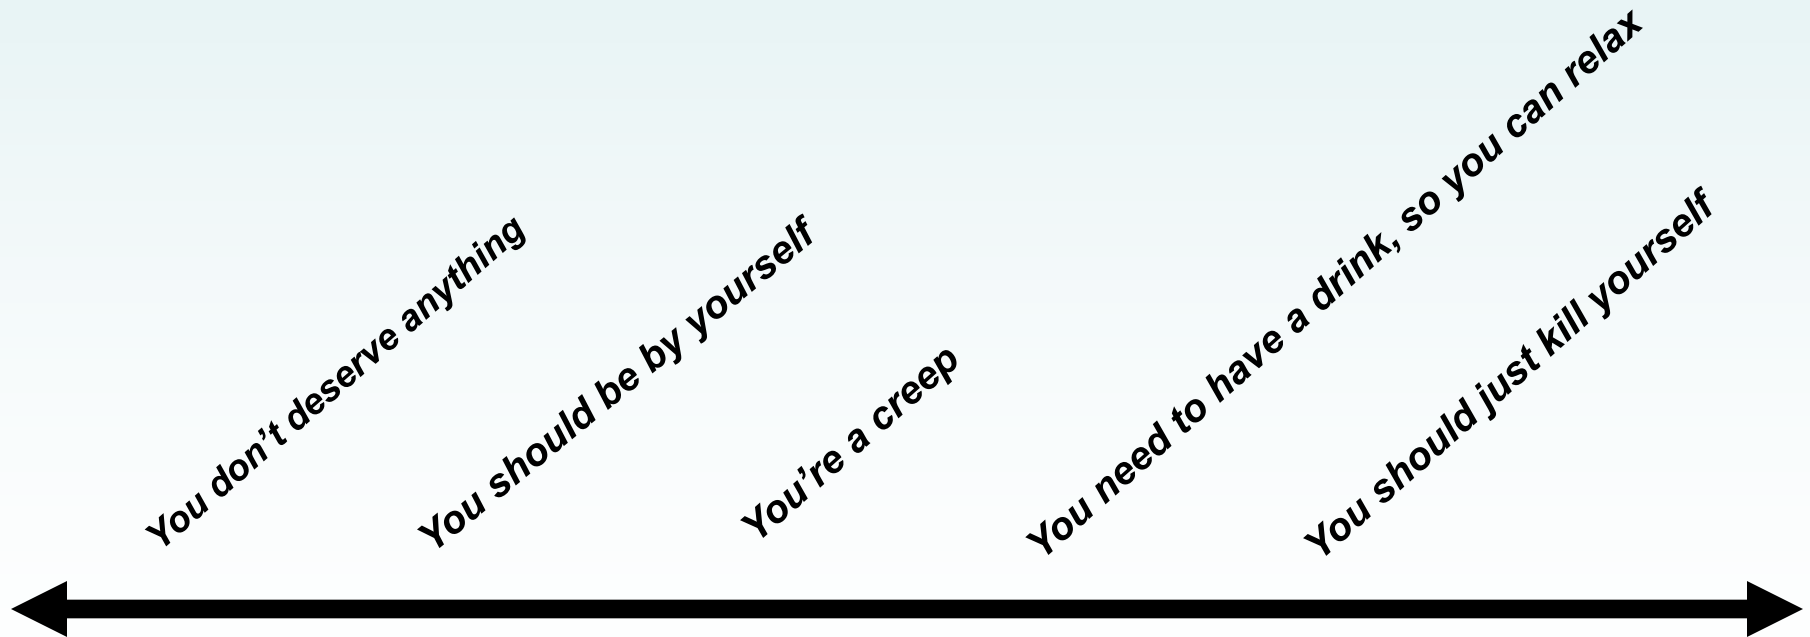 You don’t deserve anything
You should be by yourself
You’re a creep
You need to have a drink, so you can relax
You should just kill yourself